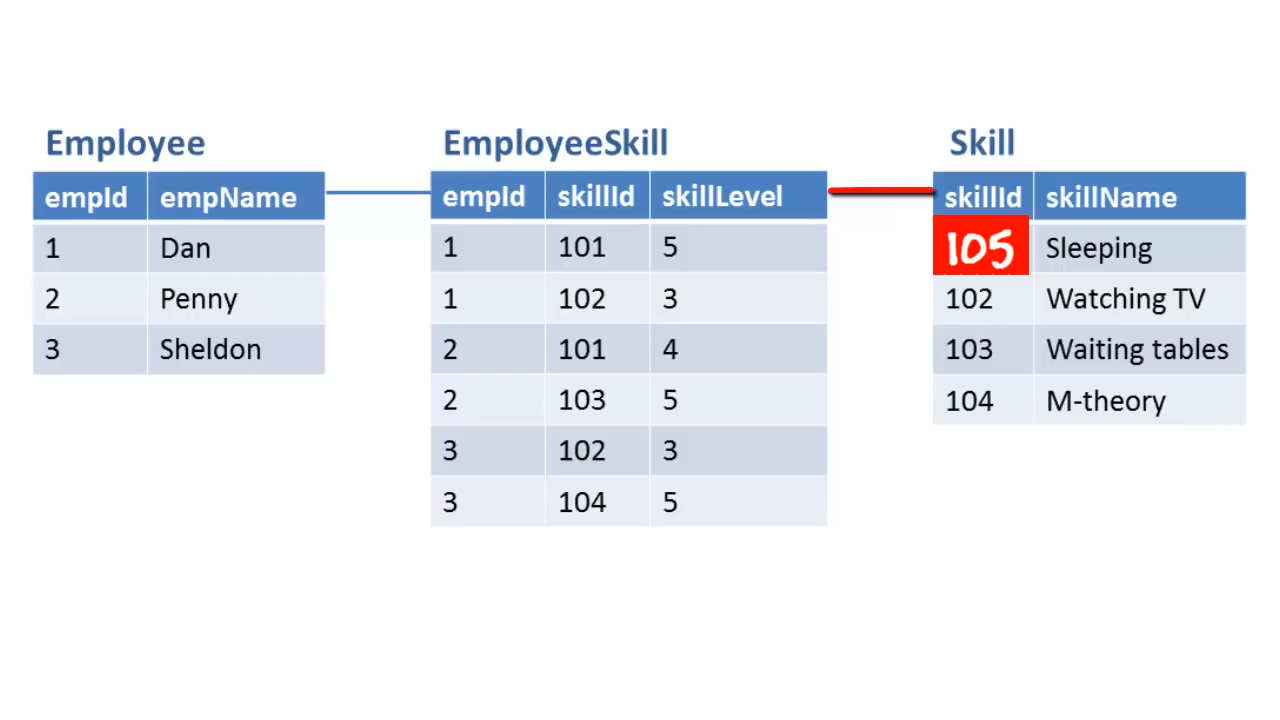 Employee
empId empName
1 Dan
2 Penny
3 Sheldon
EmployeeSkill
empId skillId skillLevel
1 101 5
1 102 3
2 101 4
2 103 5
3 102 3
3 104 5
Skill
skillId skillName
105 Sleeping
102 Watching TV
103 Waiting tables
104 M-theory